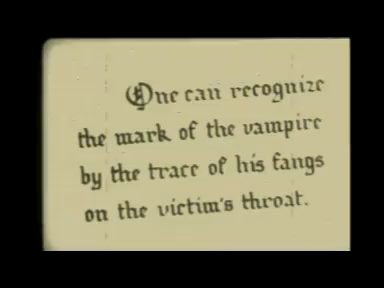 One can recognize
the mark of the vampire
by the trace of his fangs
on the victim's throat.